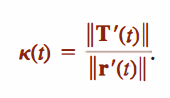 κ(t) = ‖T′(t)‖ / ‖r′(t)‖.